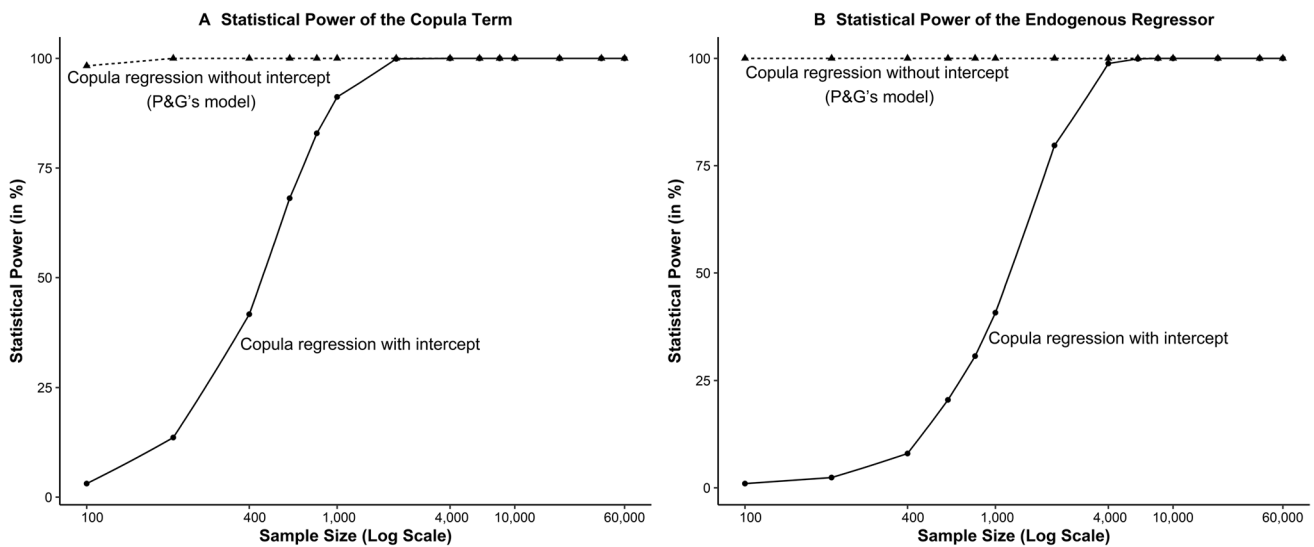 A Statistical Power of the Copula Term
Statistical Power (in %)
100
75
50
25
0
Copula regression without intercept
(P&G's model)
Copula regression with intercept
100 400 1,000 4,000 10,000 60,000
Sample Size (Log Scale)
B Statistical Power of the Endogenous Regressor
Statistical Power (in %)
100
75
50
25
0
Copula regression without intercept
(P&G's model)
Copula regression with intercept
100 400 1,000 4,000 10,000 60,000
Sample Size (Log Scale)